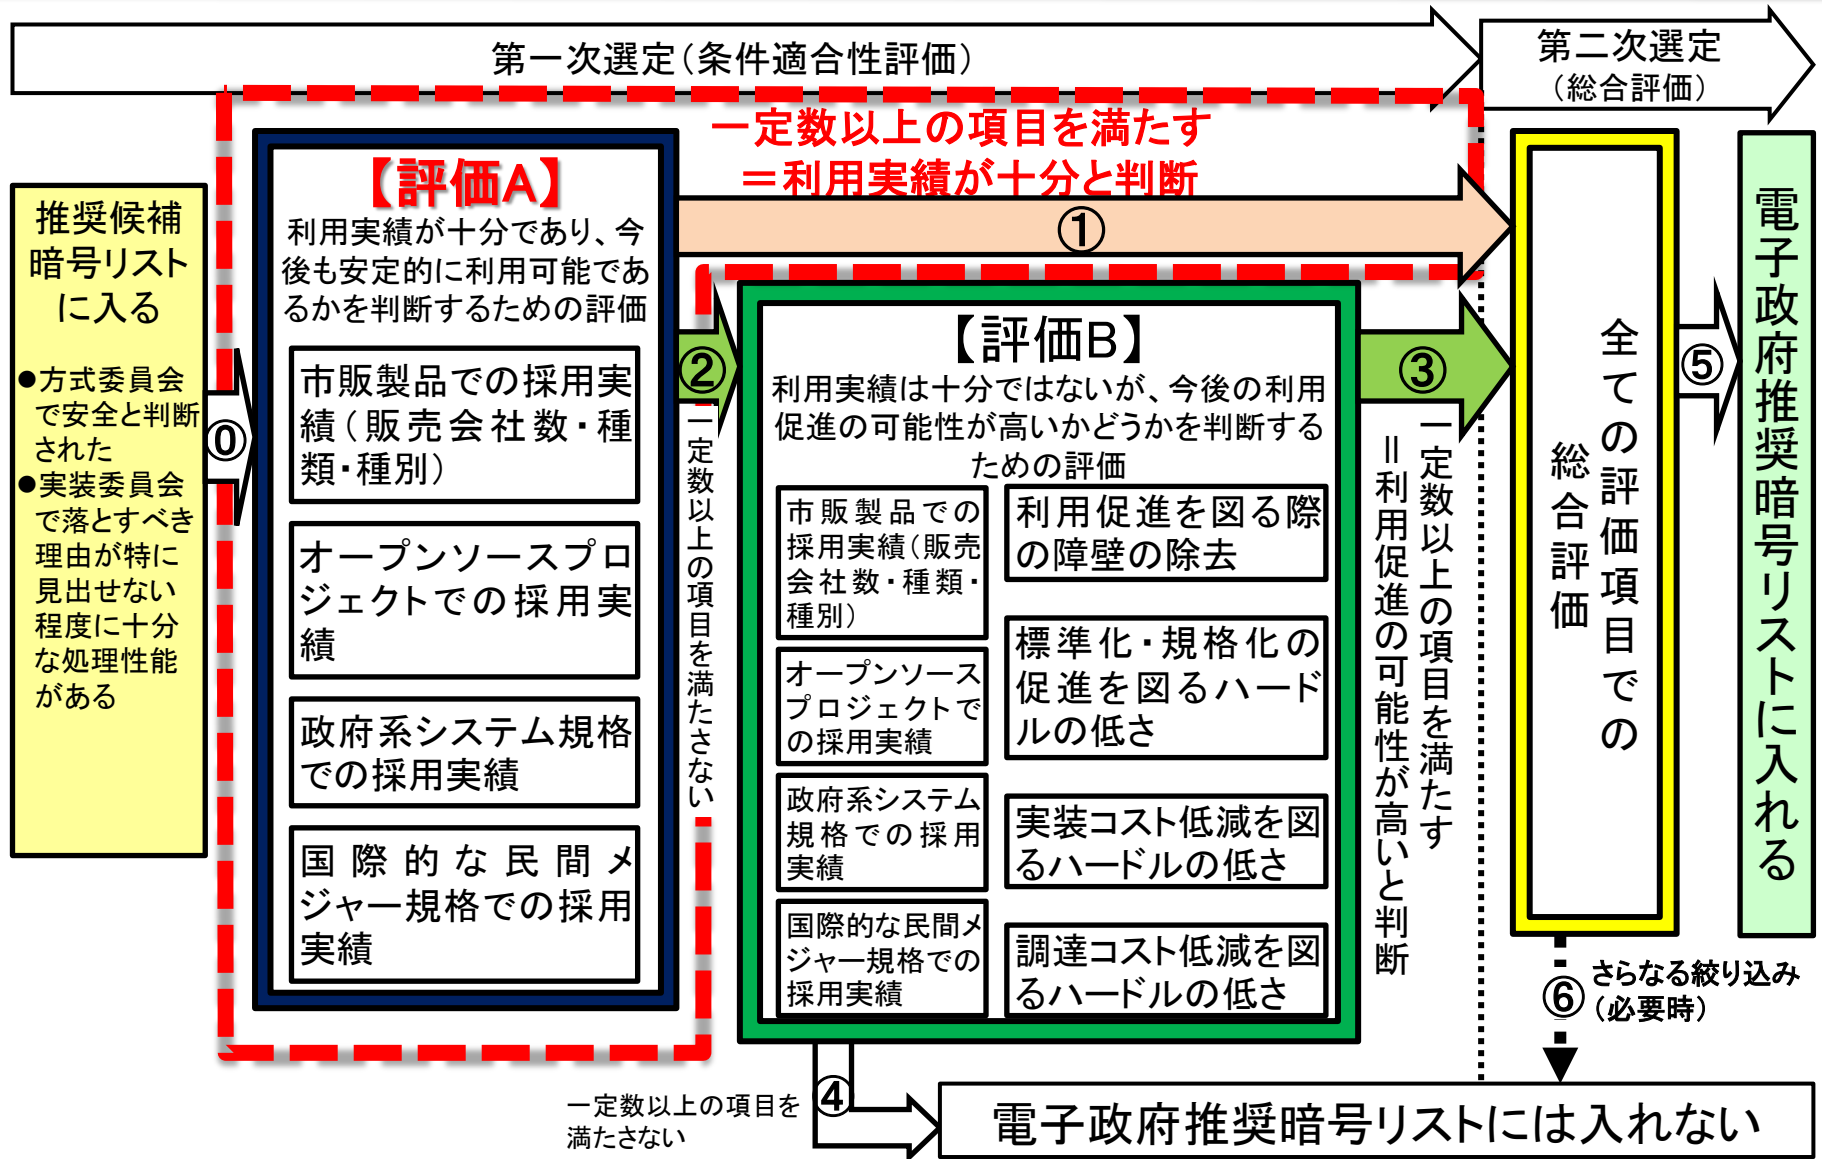 第一次選定(条件適合性評価)
第二次選定
(総合評価)
一定数以上の項目を満たす
=利用実績が十分と判断
推奨候補
暗号リスト
に入る
●方式委員会
で安全と判断
された
●実装委員会
で落とすべき
理由が特に
見出せない
程度に十分
な処理性能
がある
⓪
【評価A】
利用実績が十分であり、今
後も安定的に利用可能であ
るかを判断するための評価
市販製品での採用実
績(販売会社数・種
類・種別)
オープンソースプロ
ジェクトでの採用実
績
政府系システム規格
での採用実績
国際的な民間メ
ジャー規格での採用
実績
①
②
一定数以上の項目を満たさない
【評価B】
利用実績は十分ではないが、今後の利用
促進の可能性が高いかどうかを判断する
ための評価
市販製品での
採用実績(販売
会社数・種類・
種別)
オープンソース
プロジェクトで
の採用実績
政府系システム
規格での採用
実績
国際的な民間メ
ジャー規格での
採用実績
利用促進を図る際
の障壁の除去
標準化・規格化の
促進を図るハード
ルの低さ
実装コスト低減を図
るハードルの低さ
調達コスト低減を図
るハードルの低さ
③
一定数以上の項目を満たす
=利用促進の可能性が高いと判断
④
一定数以上の項目を
満たさない
全ての評価項目での
総合評価
⑤
電子政府推奨暗号リストに入れる
⑥
さらなる絞り込み
(必要時)
電子政府推奨暗号リストには入れない